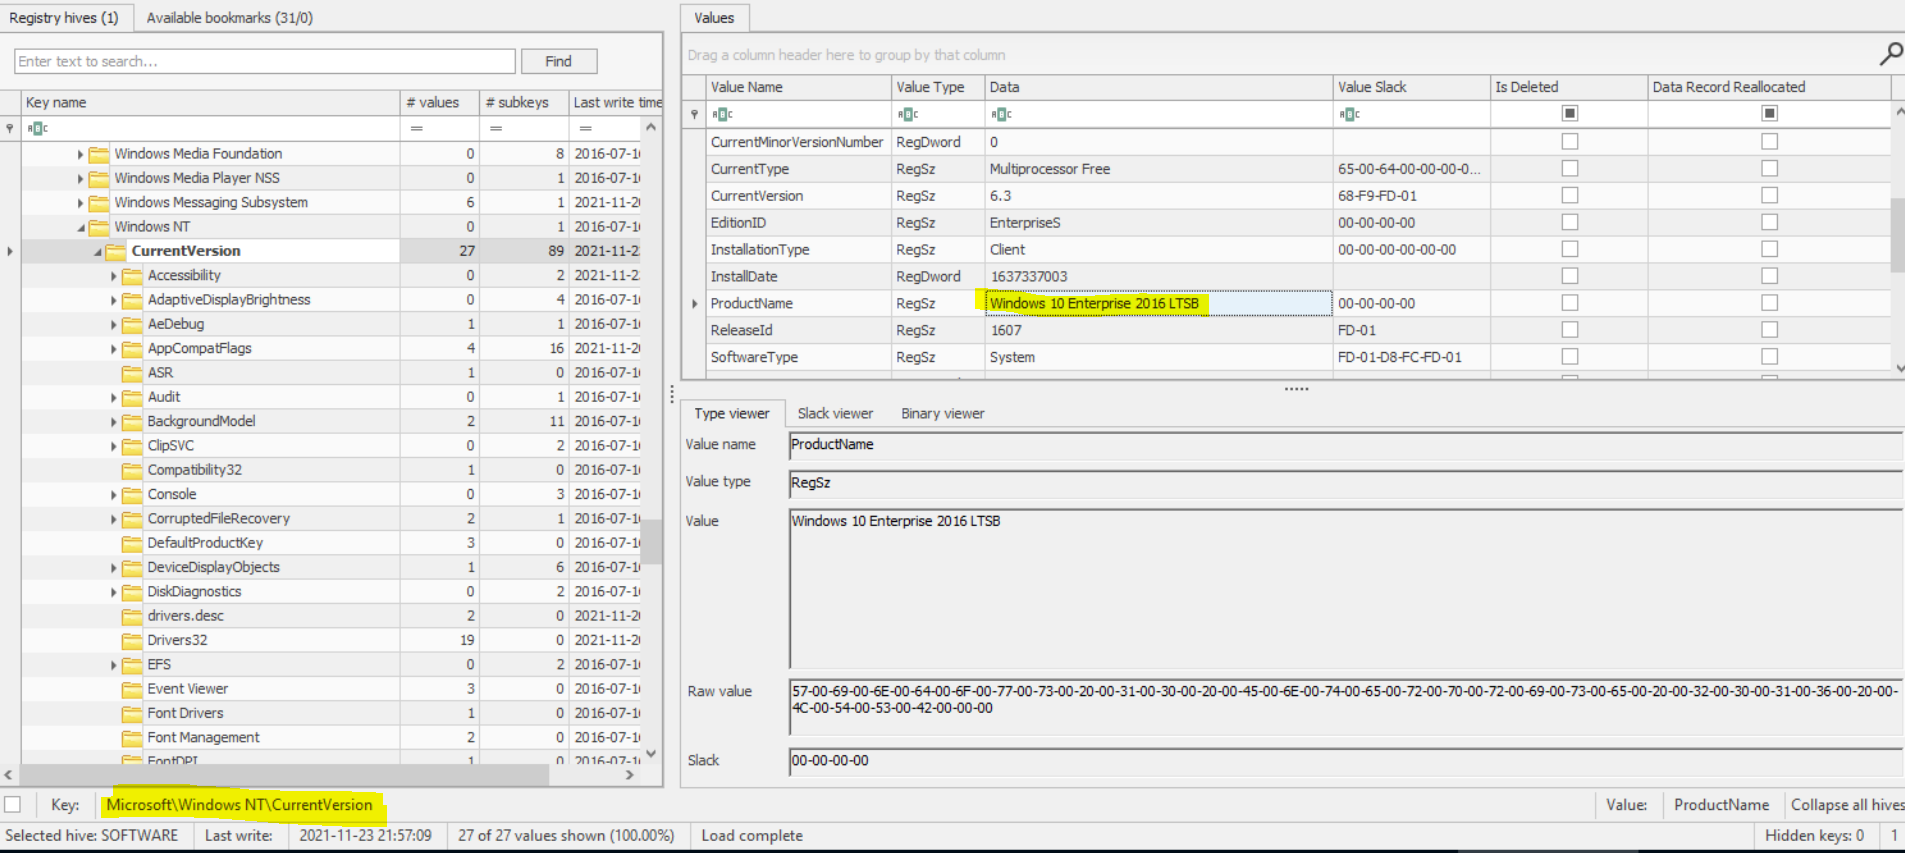 Registry hives (1) Available bookmarks (31/0)
Enter text to search... Find
Key name # values # subkeys Last write time
= = =
Windows Media Foundation 0 8 2016-07-1
Windows Media Player NSS 0 1 2016-07-1
Windows Messaging Subsystem 6 1 2021-11-2
Windows NT 0 1 2016-07-1
CurrentVersion 27 89 2021-11-2
Accessibility 0 2 2021-11-2
AdaptiveDisplayBrightness 0 4 2016-07-1
AeDebug 1 1 2016-07-1
AppCompatFlags 4 16 2021-11-2
ASR 1 0 2016-07-1
Audit 0 1 2016-07-1
BackgroundModel 2 11 2016-07-1
ClipSVC 0 2 2016-07-1
Compatibility32 1 0 2016-07-1
Console 0 3 2016-07-1
CorruptedFileRecovery 2 1 2016-07-1
DefaultProductKey 3 0 2016-07-1
DeviceDisplayObjects 1 6 2016-07-1
DiskDiagnostics 0 2 2016-07-1
drivers.desc 2 0 2021-11-2
Drivers32 19 0 2021-11-2
EFS 0 2 2016-07-1
Event Viewer 3 0 2016-07-1
Font Drivers 1 0 2016-07-1
Font Management 2 0 2016-07-1
FontDPI 1 0 2016-07-1
Values
Drag a column header here to group by that column
Value Name Value Type Data Value Slack Is Deleted Data Record Reallocated
CurrentMinorVersionNumber RegDword 0
CurrentType RegSz Multiprocessor Free 65-00-64-00-00-00-0...
CurrentVersion RegSz 6.3 68-F9-FD-01
EditionID RegSz EnterpriseS 00-00-00-00
InstallationType RegSz Client 00-00-00-00-00-00
InstallDate RegDword 1637337003
ProductName RegSz Windows 10 Enterprise 2016 LTSB 00-00-00-00
ReleaseId RegSz 1607 FD-01
SoftwareType RegSz System FD-01-D8-FC-FD-01
Type viewer Slack viewer Binary viewer
Value name ProductName
Value type RegSz
Value Windows 10 Enterprise 2016 LTSB
Raw value 57-00-69-00-6E-00-64-00-6F-00-77-00-73-00-20-00-31-00-30-00-20-00-45-00-6E-00-74-00-65-00-72-00-70-00-72-00-69-00-73-00-65-00-20-00-32-00-30-00-31-00-36-00-20-00-
4C-00-54-00-53-00-42-00-00-00
Slack 00-00-00-00
Key: Microsoft\Windows NT\CurrentVersion Value: ProductName Collapse all hives
Selected hive: SOFTWARE Last write: 2021-11-23 21:57:09 27 of 27 values shown (100.00%) Load complete Hidden keys: 0 1